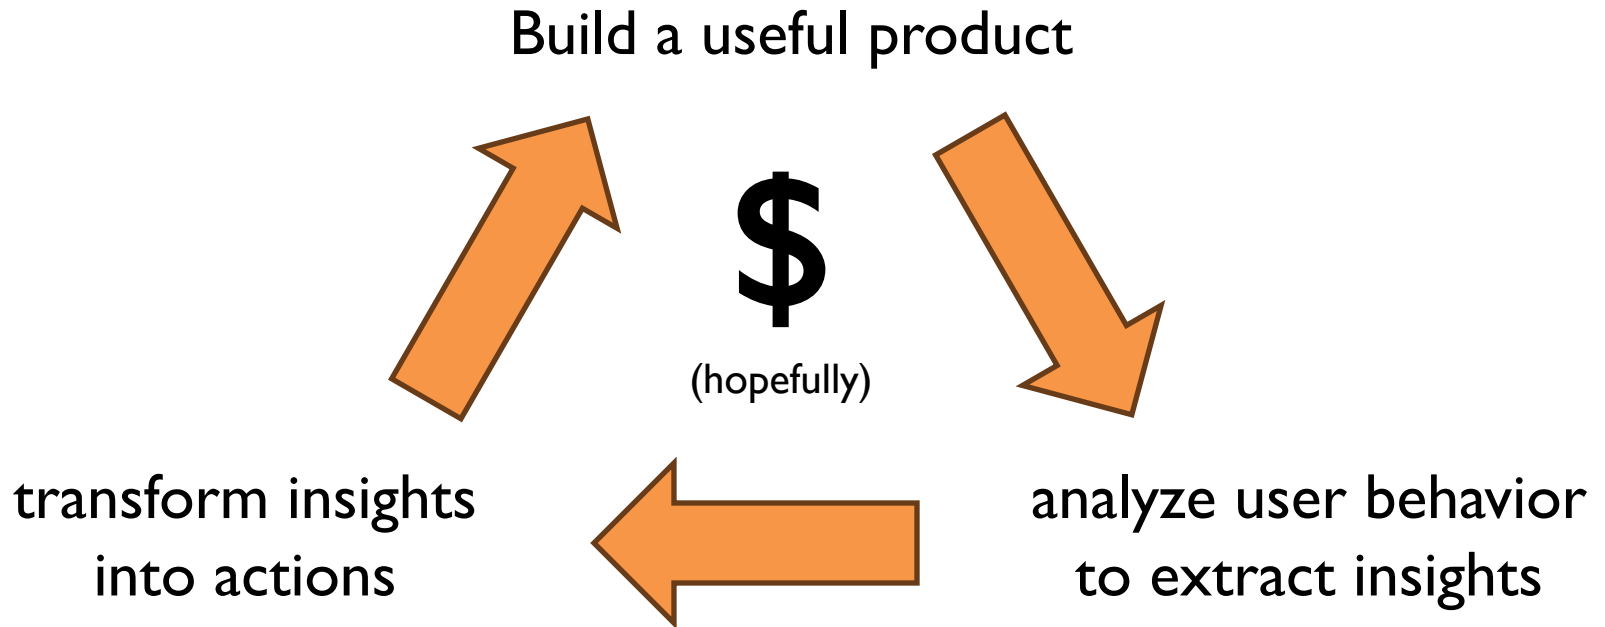 Build a useful product
$
(hopefully)
transform insights
into actions
analyze user behavior
to extract insights